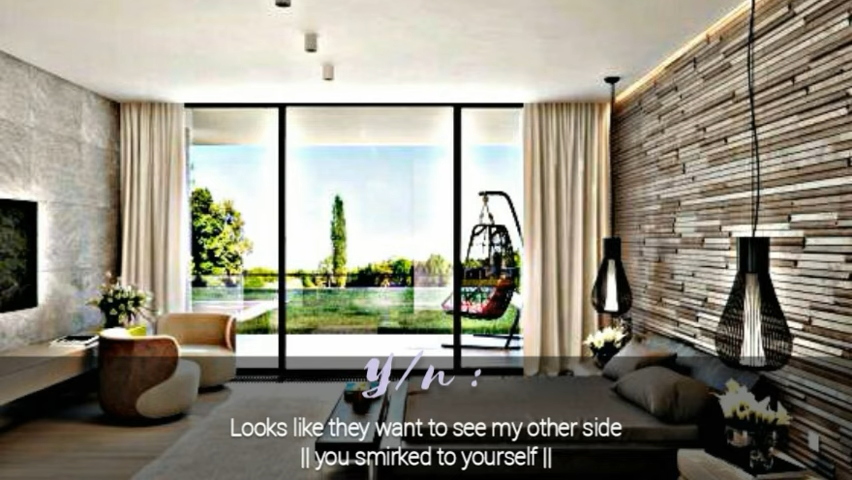 y/n :
Looks like they want to see my other side
|| you smirked to yourself ||